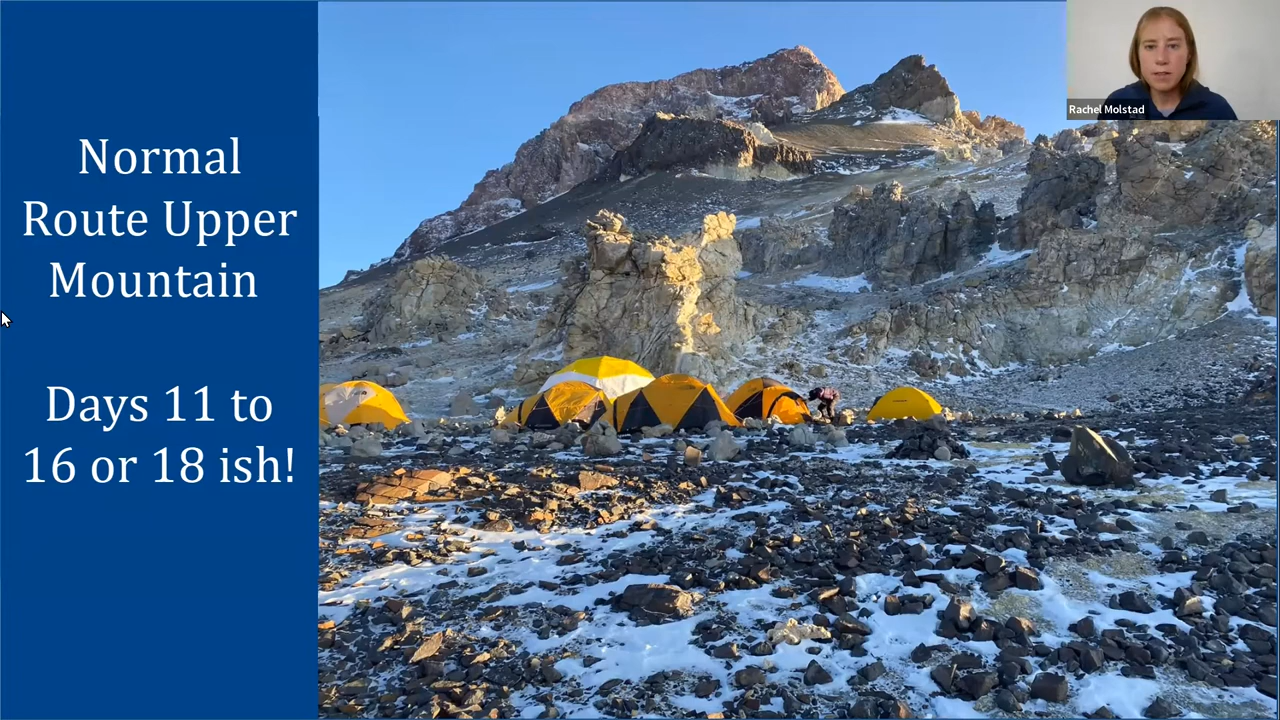 Normal
Route Upper
Mountain
Days 11 to
16 or 18 ish!
Rachel Molstad